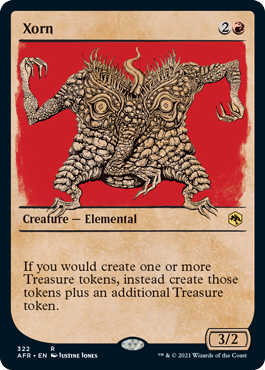 Xorn 2
Creature — Elemental
If you would create one or more
Treasure tokens, instead create those
tokens plus an additional Treasure
token.
3/2
322 R
AFR • EN Justine Jones
™ & © 2021 Wizards of the Coast